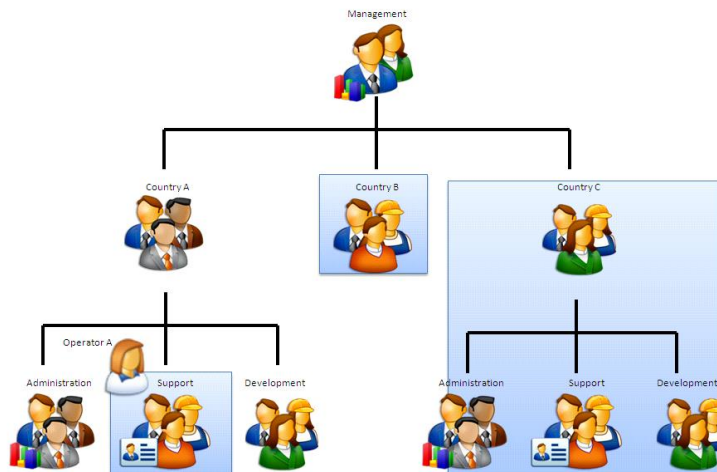 Management
Country A
Country B
Country C
Operator A
Administration
Support
Development
Administration
Support
Development